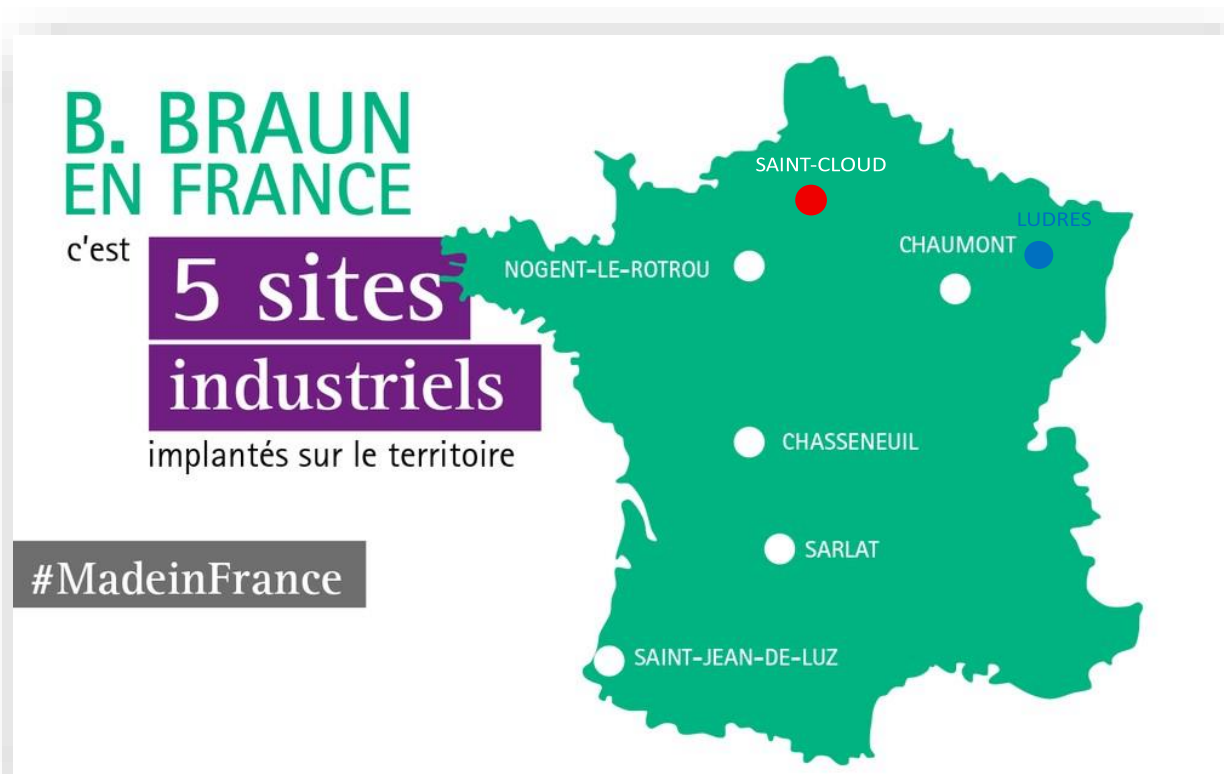 B. BRAUN
EN FRANCE
c'est
5 sites
industriels
implantés sur le territoire
#MadeinFrance
SAINT-CLOUD
LUDRES
CHAUMONT
NOGENT-LE-ROTROU
CHASSENEUIL
SARLAT
SAINT-JEAN-DE-LUZ